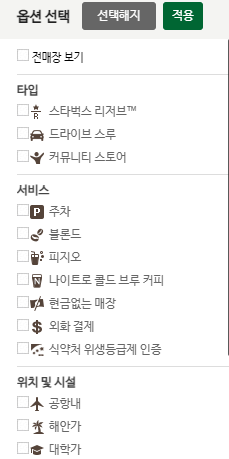 옵션 선택 선택해지 적용
전매장 보기
타입
스타벅스 리저브™
드라이브 스루
커뮤니티 스토어
서비스
P 주차
블론드
피지오
N 나이트로 콜드 브루 커피
현금없는 매장
$ 외화 결제
식약처 위생등급제 인증
위치 및 시설
공항내
해안가
대학가